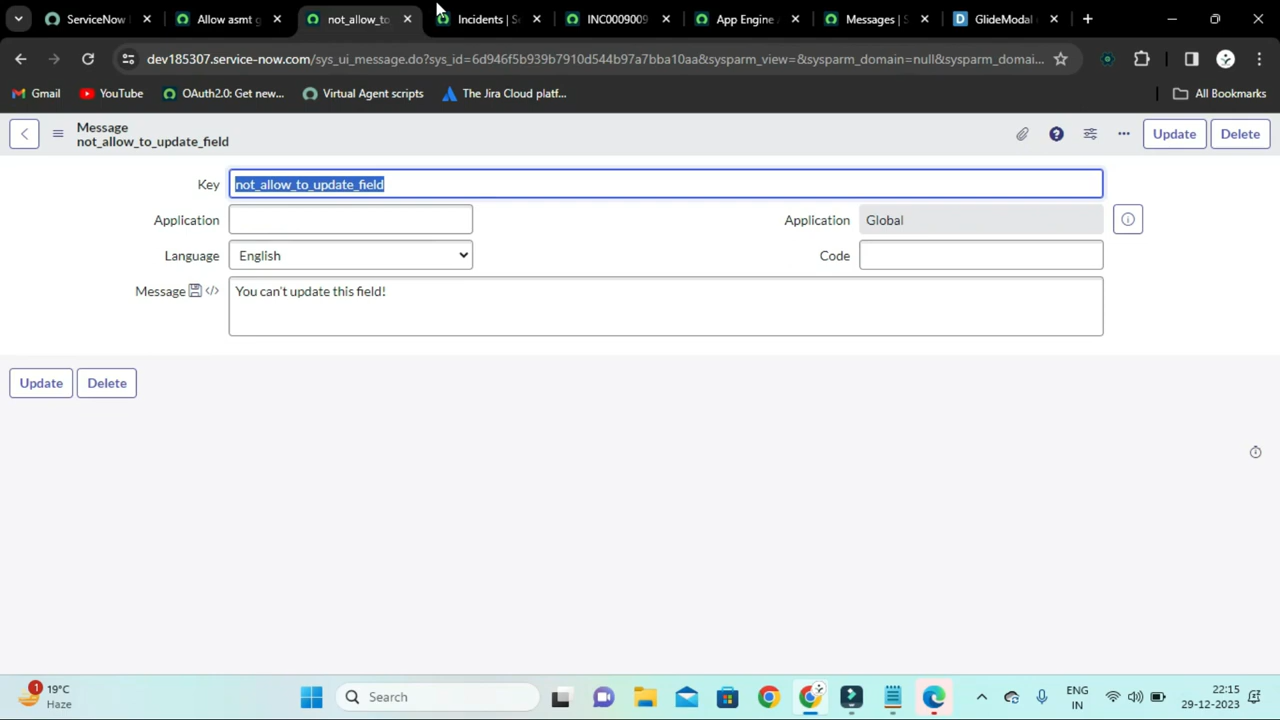 ServiceNow
Allow asmt g
not_allow_to
Incidents | Se
INC0009009
App Engine
Messages | S
GlideModal
dev185307.service-now.com/sys_ui_message.do?sys_id=6d946f5b939b7910d544b97a7bba10aa&sysparm_view=&sysparm_domain=null&sysparm_domai...
Gmail
YouTube
OAuth2.0: Get new...
Virtual Agent scripts
The Jira Cloud platf...
All Bookmarks
Message
not_allow_to_update_field
Update
Delete
Key
not_allow_to_update_field
Application
Application
Global
Language
English
Code
Message
You can't update this field!
Update
Delete
1
19°C
Haze
Search
ENG
IN
22:15
29-12-2023